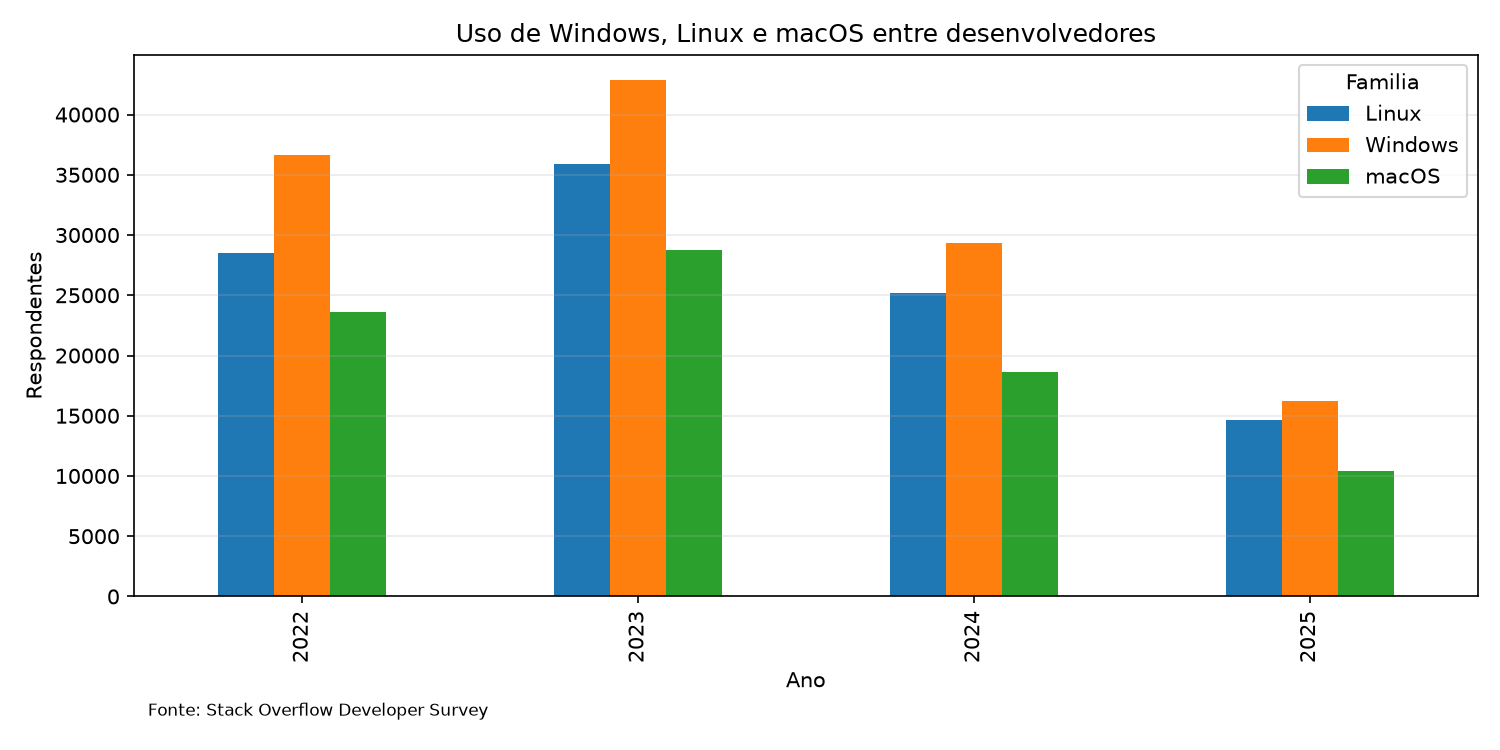 Uso de Windows, Linux e macOS entre desenvolvedores
Familia
Linux
Windows
macOS
Respondentes
40000
35000
30000
25000
20000
15000
10000
5000
0
2022
2023
2024
2025
Ano
Fonte: Stack Overflow Developer Survey